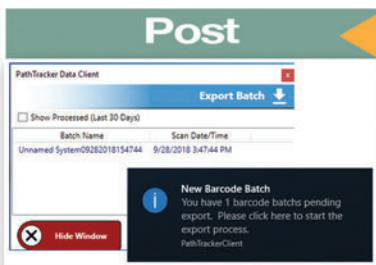 Post
PathTracker Data Client
x
Export Batch
Show Processed (Last 30 Days)
Batch Name Scan Date/Time
Unnamed System09282018154744 9/28/2018 3:47:44 PM
New Barcode Batch
You have 1 barcode batchs pending
export. Please click here to start the
export process.
PathTrackerClient
Hide Window